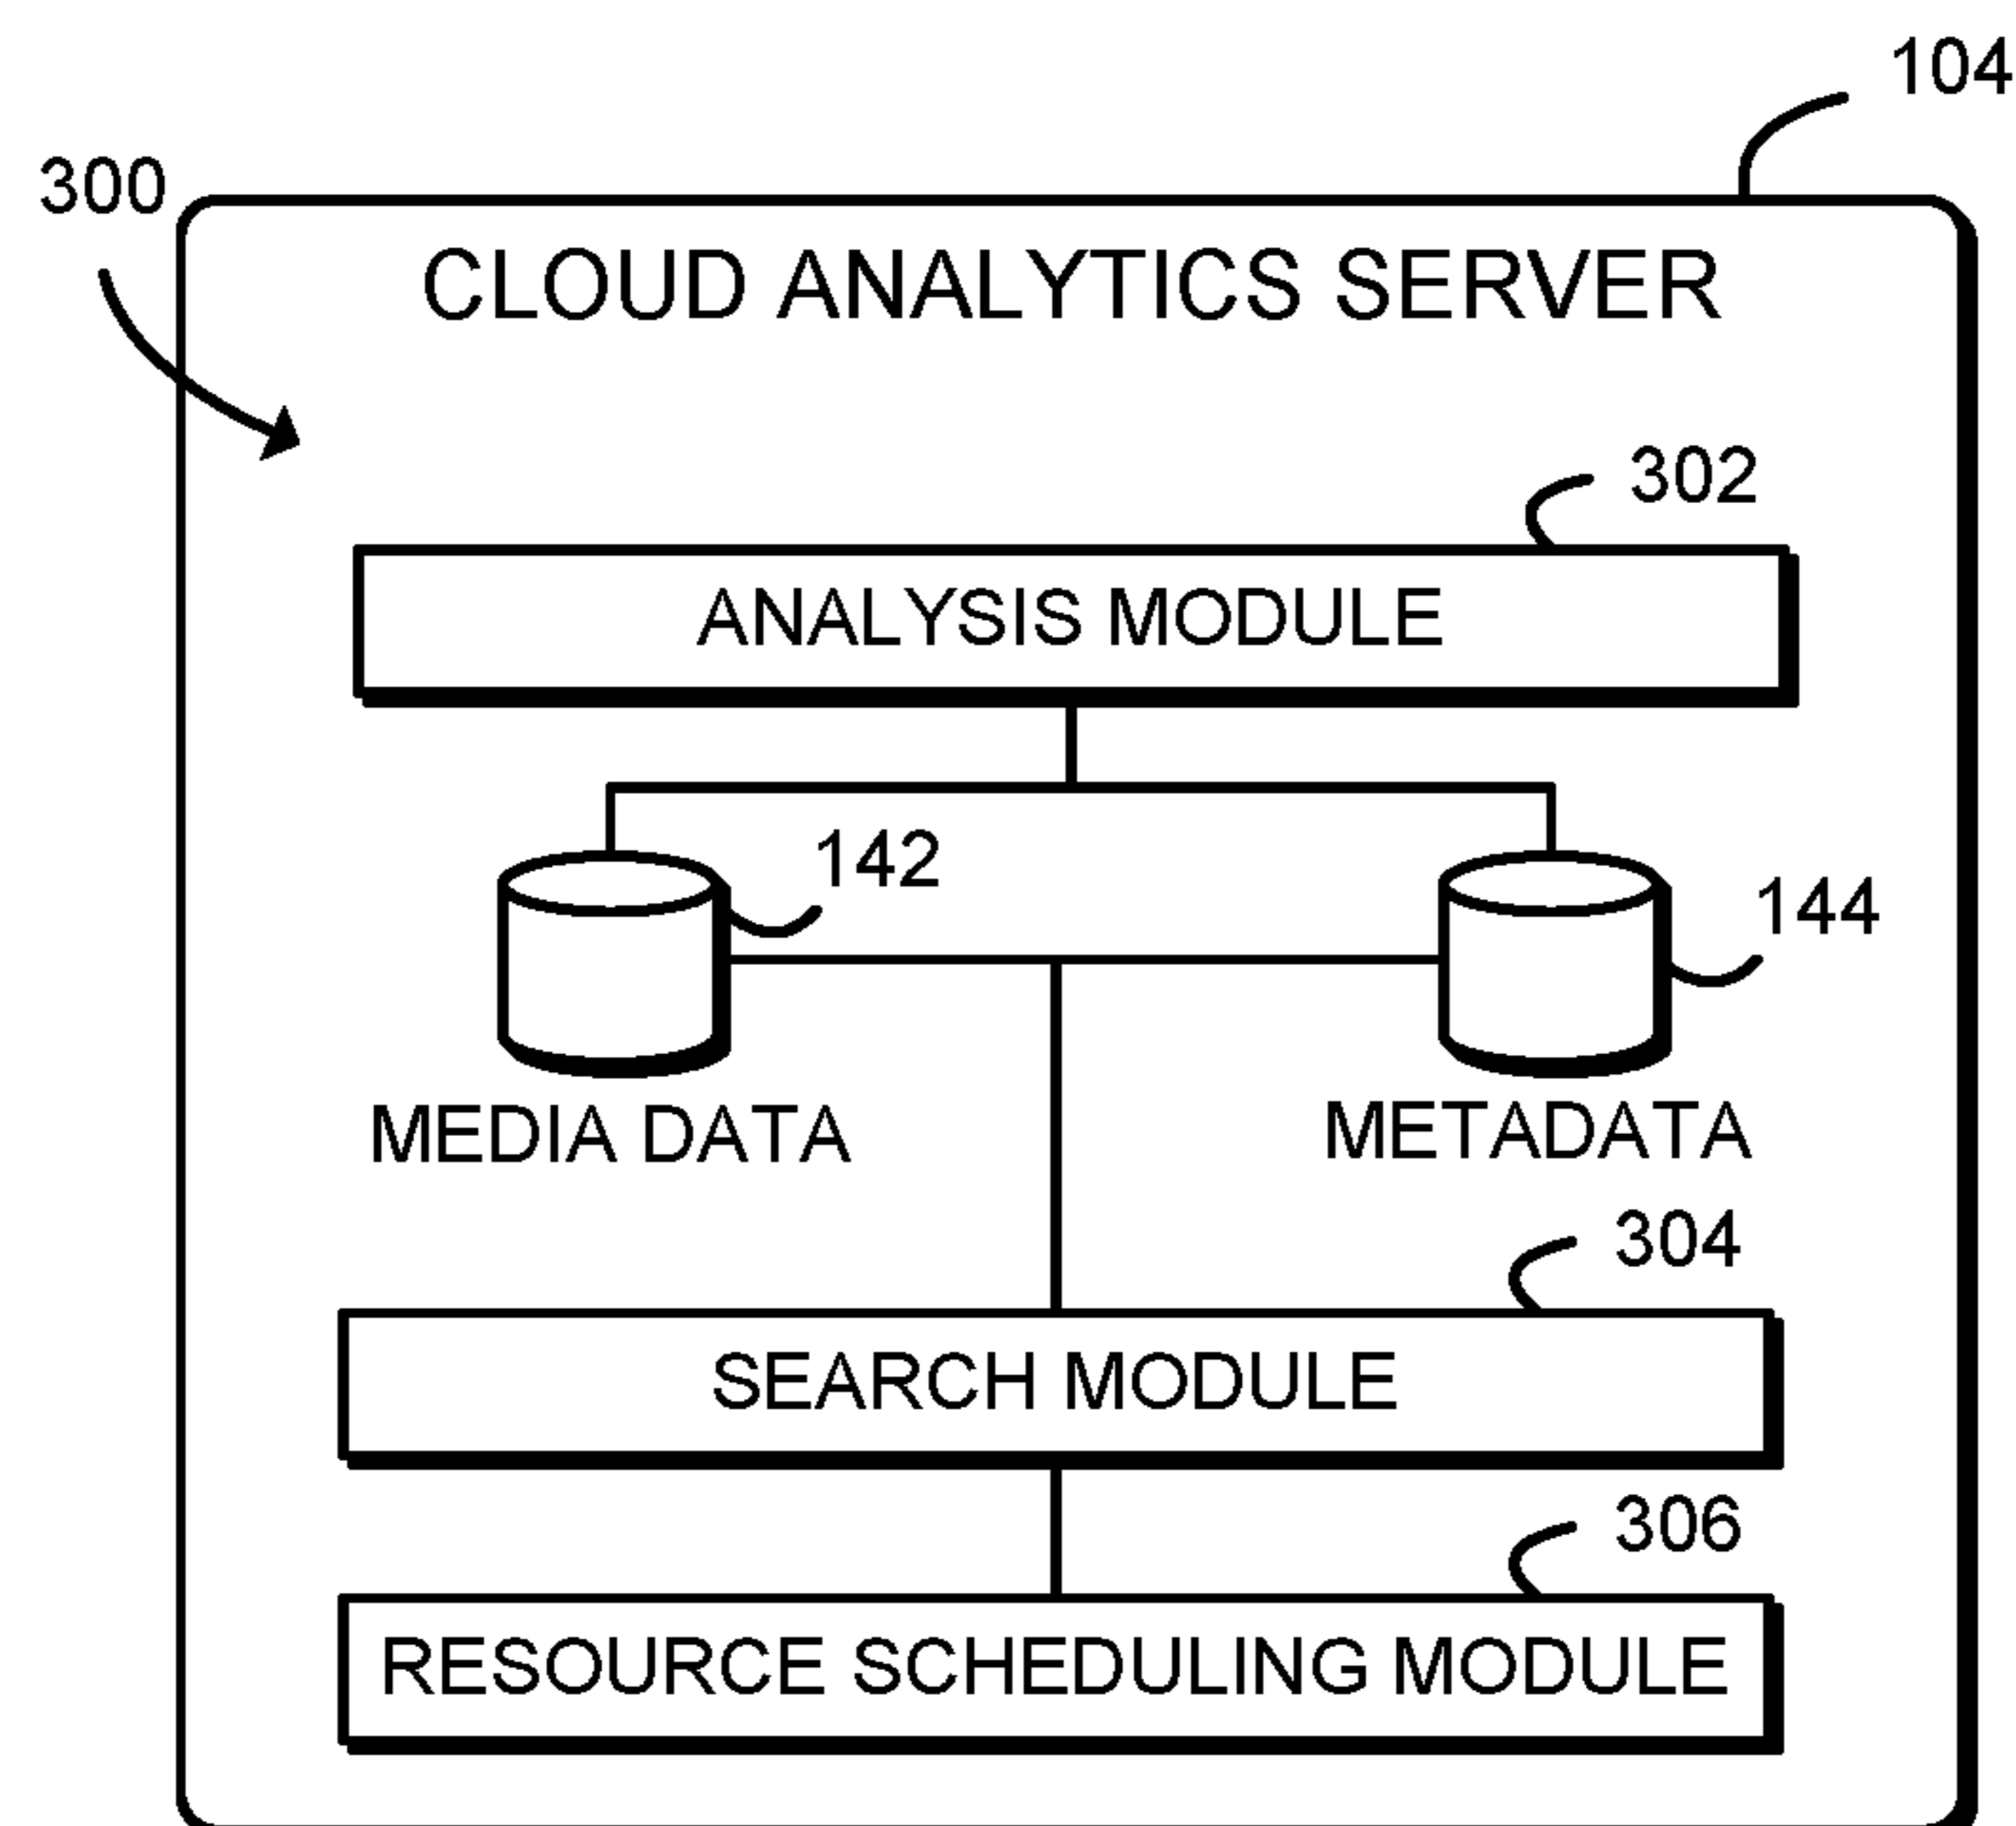 104
300
CLOUD ANALYTICS SERVER
302
ANALYSIS MODULE
142
144
MEDIA DATA
METADATA
304
SEARCH MODULE
306
RESOURCE SCHEDULING MODULE